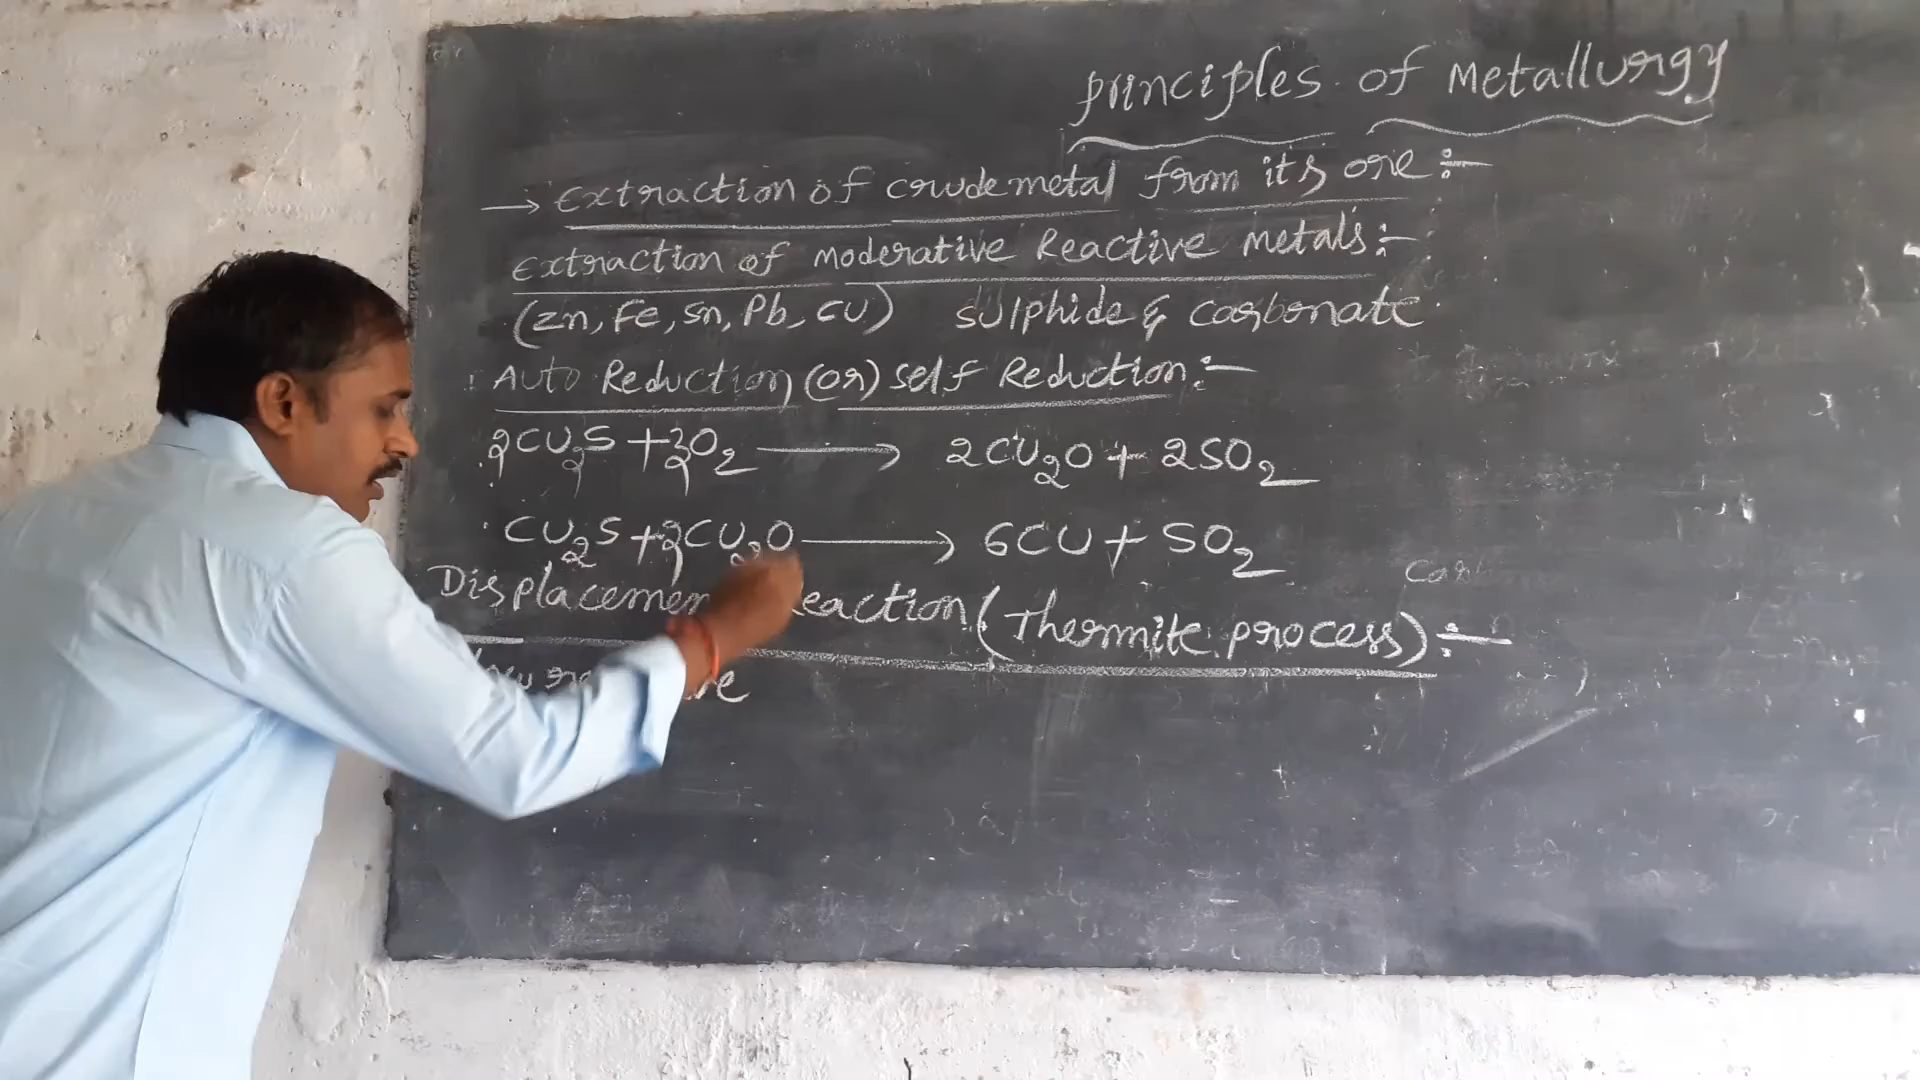 Principles of Metallurgy
→ Extraction of crude metal from its ore :-
Extraction of Moderative Reactive Metals :-
(Zn, Fe, Sn, Pb, Cu) sulphide & carbonate
Auto Reduction (or) self Reduction :-
2Cu₂S + 3O₂ → 2Cu₂O + 2SO₂
Cu₂S + 2Cu₂O → 6Cu + SO₂
Displacement Reaction (Thermite process) :-